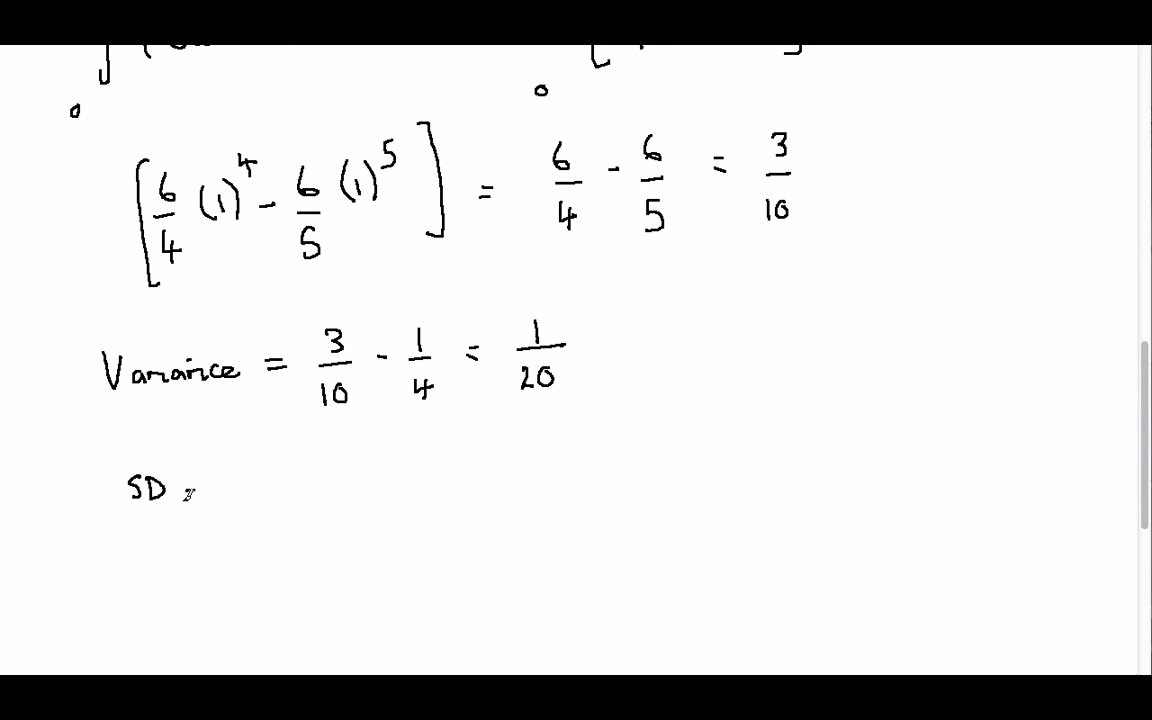 [6/4 (1)^4 - 6/5 (1)^5] = 6/4 - 6/5 = 3/10
Variance = 3/10 - 1/4 = 1/20
SD =